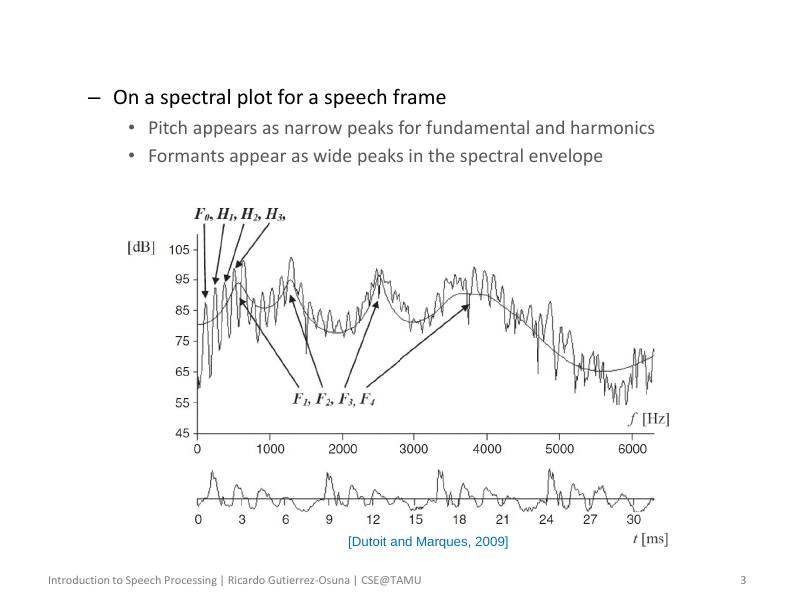 – On a spectral plot for a speech frame
• Pitch appears as narrow peaks for fundamental and harmonics
• Formants appear as wide peaks in the spectral envelope
F0, H1, H2, H3,
[dB]
105
95
85
75
65
55
45
F1, F2, F3, F4
f [Hz]
0 1000 2000 3000 4000 5000 6000
0 3 6 9 12 15 18 21 24 27 30
t [ms]
[Dutoit and Marques, 2009]
Introduction to Speech Processing | Ricardo Gutierrez-Osuna | CSE@TAMU 3